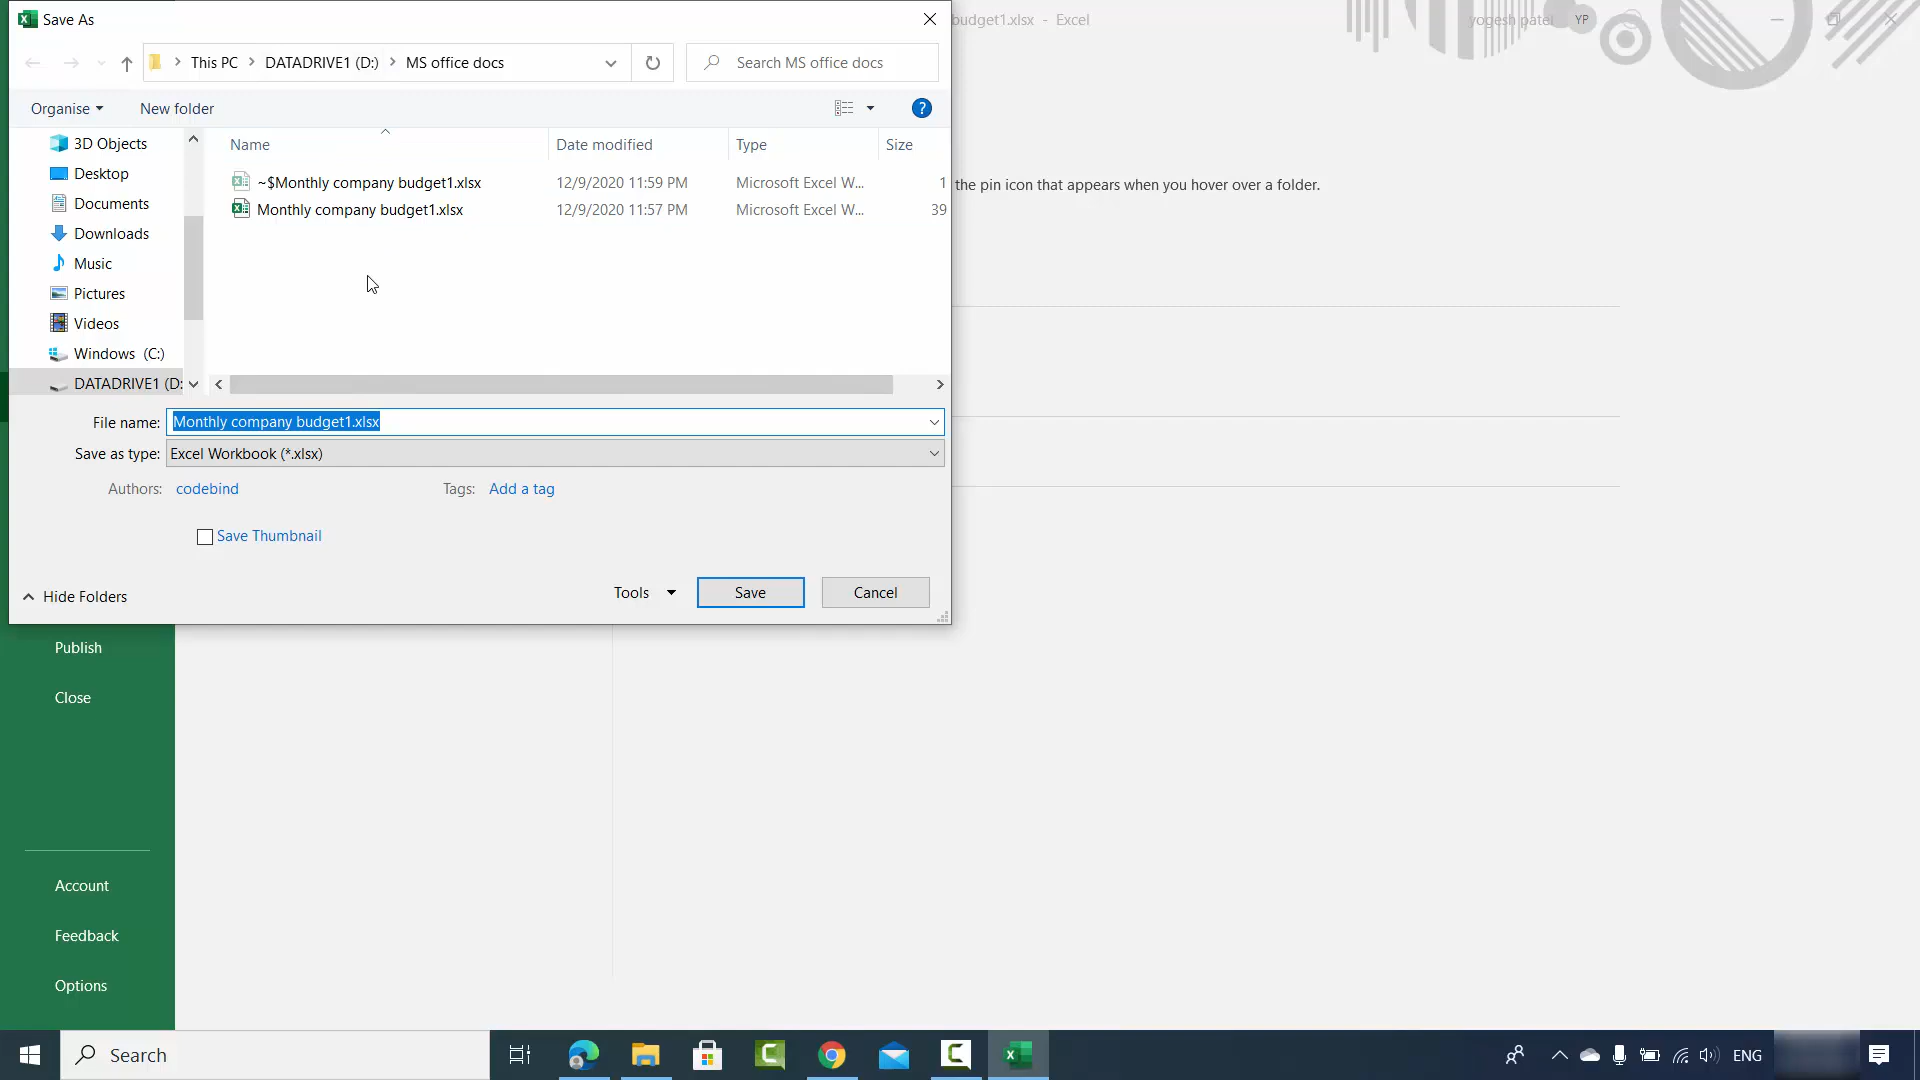 Save As
budget1.xlsx - Excel
yogesh patel YP
This PC > DATADRIVE1 (D:) > MS office docs
Search MS office docs
Organise
New folder
?
3D Objects
Desktop
Documents
Downloads
Music
Pictures
Videos
Windows (C:)
DATADRIVE1 (D:
Name Date modified Type Size
~$Monthly company budget1.xlsx 12/9/2020 11:59 PM Microsoft Excel W... 1
Monthly company budget1.xlsx 12/9/2020 11:57 PM Microsoft Excel W... 39
the pin icon that appears when you hover over a folder.
File name: Monthly company budget1.xlsx
Save as type: Excel Workbook (*.xlsx)
Authors: codebind Tags: Add a tag
Save Thumbnail
Hide Folders
Tools Save Cancel
Publish
Close
Account
Feedback
Options
Search
ENG